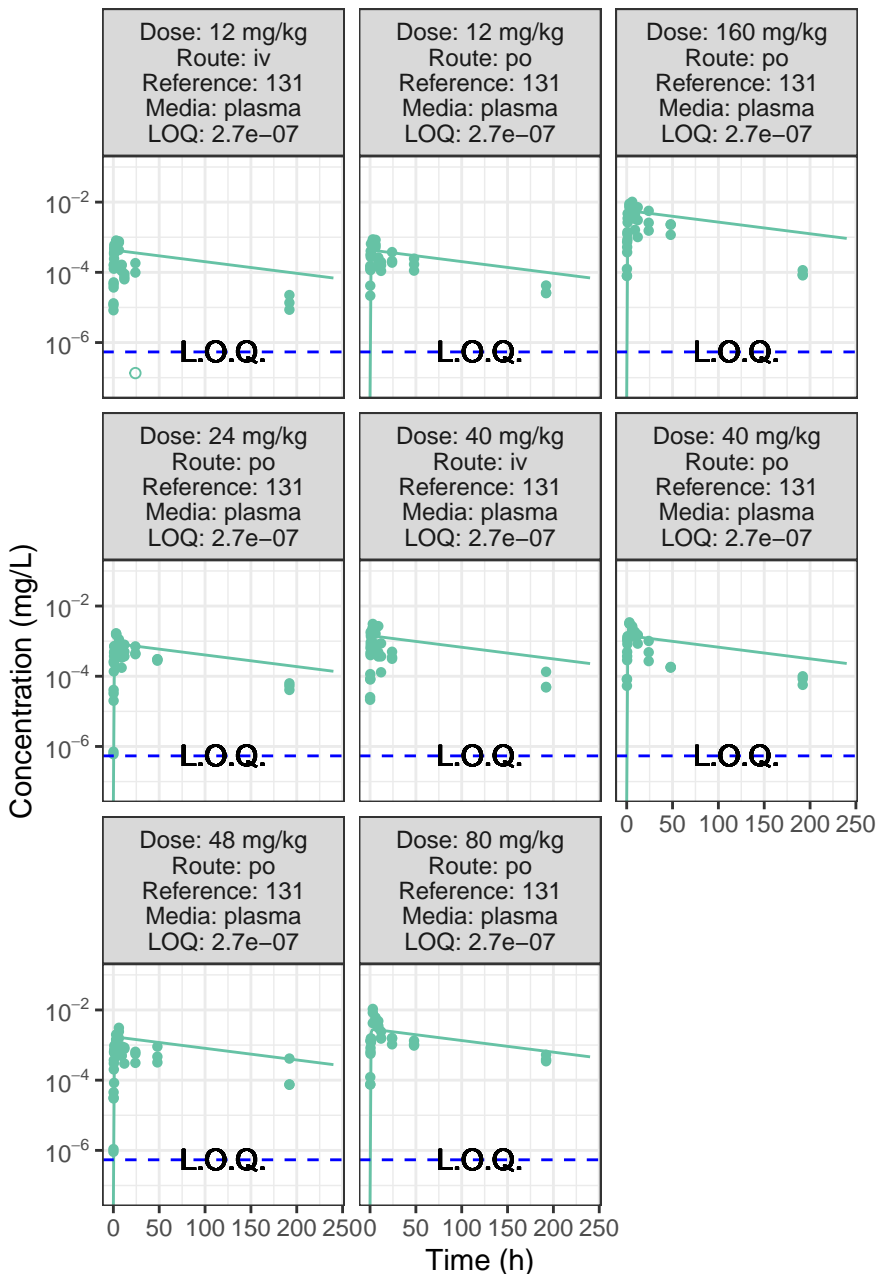 Dose: 12 mg/kg
Route: iv
Reference: 131
Media: plasma
LOQ: 2.7e−07
Dose: 12 mg/kg
Route: po
Reference: 131
Media: plasma
LOQ: 2.7e−07
Dose: 160 mg/kg
Route: po
Reference: 131
Media: plasma
LOQ: 2.7e−07
10⁻²
10⁻⁴
10⁻⁶
L.O.Q.
L.O.Q.
L.O.Q.
Dose: 24 mg/kg
Route: po
Reference: 131
Media: plasma
LOQ: 2.7e−07
Dose: 40 mg/kg
Route: iv
Reference: 131
Media: plasma
LOQ: 2.7e−07
Dose: 40 mg/kg
Route: po
Reference: 131
Media: plasma
LOQ: 2.7e−07
Concentration (mg/L)
10⁻²
10⁻⁴
10⁻⁶
L.O.Q.
L.O.Q.
L.O.Q.
0 50 100 150 200 250
Dose: 48 mg/kg
Route: po
Reference: 131
Media: plasma
LOQ: 2.7e−07
Dose: 80 mg/kg
Route: po
Reference: 131
Media: plasma
LOQ: 2.7e−07
10⁻²
10⁻⁴
10⁻⁶
L.O.Q.
L.O.Q.
0 50 100 150 200 250
0 50 100 150 200 250
Time (h)